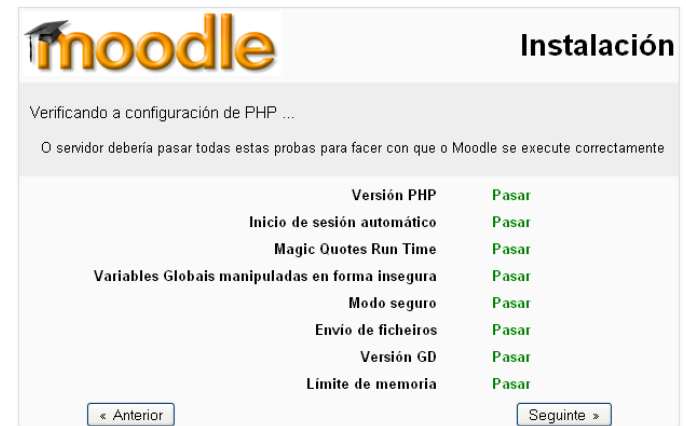 moodle
Instalación
Verificando a configuración de PHP ...
O servidor debería pasar todas estas probas para facer con que o Moodle se execute correctamente
Versión PHP Pasar
Inicio de sesión automático Pasar
Magic Quotes Run Time Pasar
Variables Globais manipuladas en forma insegura Pasar
Modo seguro Pasar
Envío de ficheiros Pasar
Versión GD Pasar
Límite de memoria Pasar
« Anterior Seguinte »